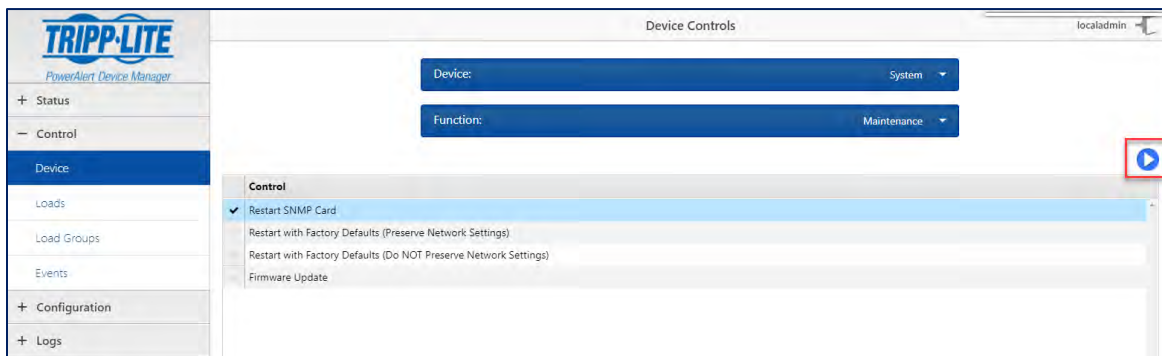 TRIPP·LITE
PowerAlert Device Manager
Device Controls
localadmin
+ Status
− Control
Device
Loads
Load Groups
Events
+ Configuration
+ Logs
Device: System
Function: Maintenance
Control
Restart SNMP Card
Restart with Factory Defaults (Preserve Network Settings)
Restart with Factory Defaults (Do NOT Preserve Network Settings)
Firmware Update